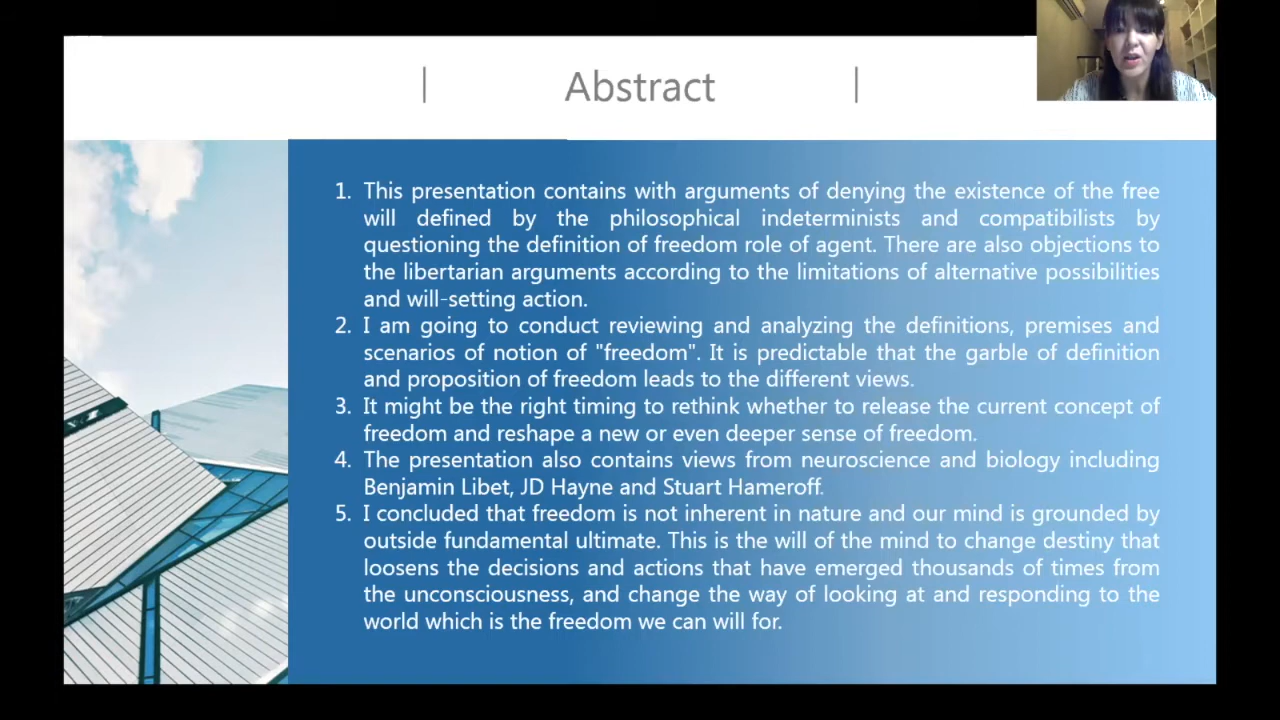 Abstract
1. This presentation contains with arguments of denying the existence of the free
will defined by the philosophical indeterminists and compatibilists by
questioning the definition of freedom role of agent. There are also objections to
the libertarian arguments according to the limitations of alternative possibilities
and will-setting action.
2. I am going to conduct reviewing and analyzing the definitions, premises and
scenarios of notion of "freedom". It is predictable that the garble of definition
and proposition of freedom leads to the different views.
3. It might be the right timing to rethink whether to release the current concept of
freedom and reshape a new or even deeper sense of freedom.
4. The presentation also contains views from neuroscience and biology including
Benjamin Libet, JD Hayne and Stuart Hameroff.
5. I concluded that freedom is not inherent in nature and our mind is grounded by
outside fundamental ultimate. This is the will of the mind to change destiny that
loosens the decisions and actions that have emerged thousands of times from
the unconsciousness, and change the way of looking at and responding to the
world which is the freedom we can will for.